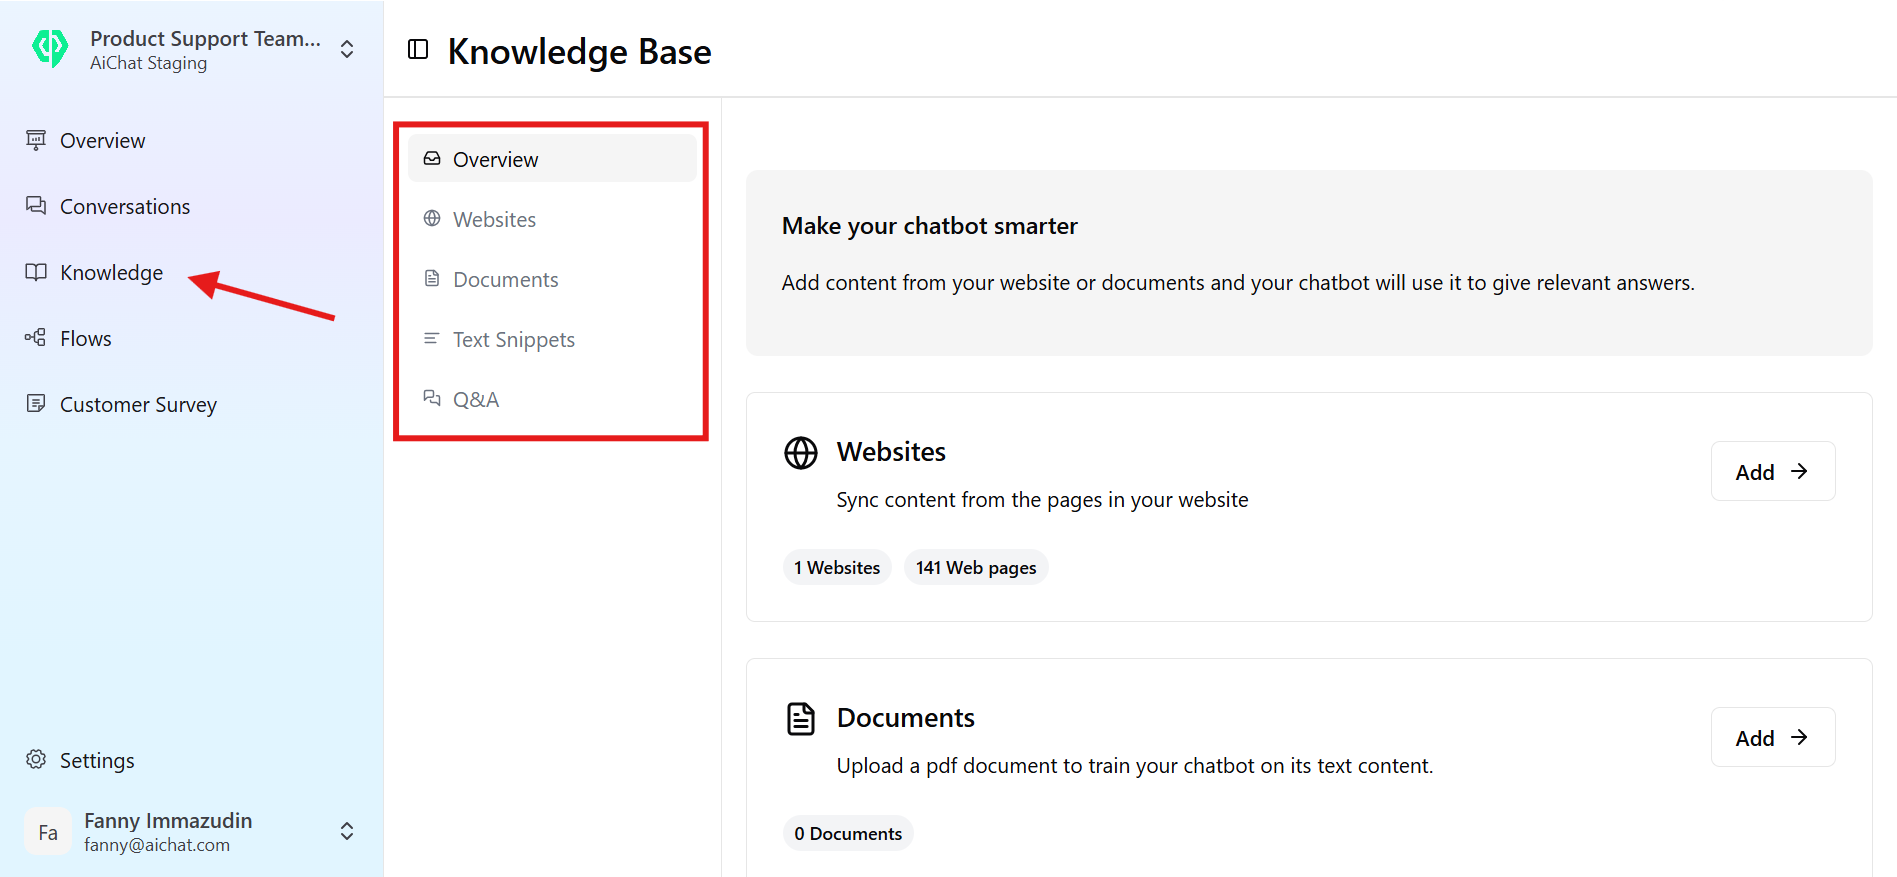 Product Support Team...
AiChat Staging
Overview
Conversations
Knowledge
Flows
Customer Survey
Settings
Fa
Fanny Immazudin
fanny@aichat.com
Knowledge Base
Overview
Websites
Documents
Text Snippets
Q&A
Make your chatbot smarter
Add content from your website or documents and your chatbot will use it to give relevant answers.
Websites
Sync content from the pages in your website
Add
1 Websites
141 Web pages
Documents
Upload a pdf document to train your chatbot on its text content.
Add
0 Documents